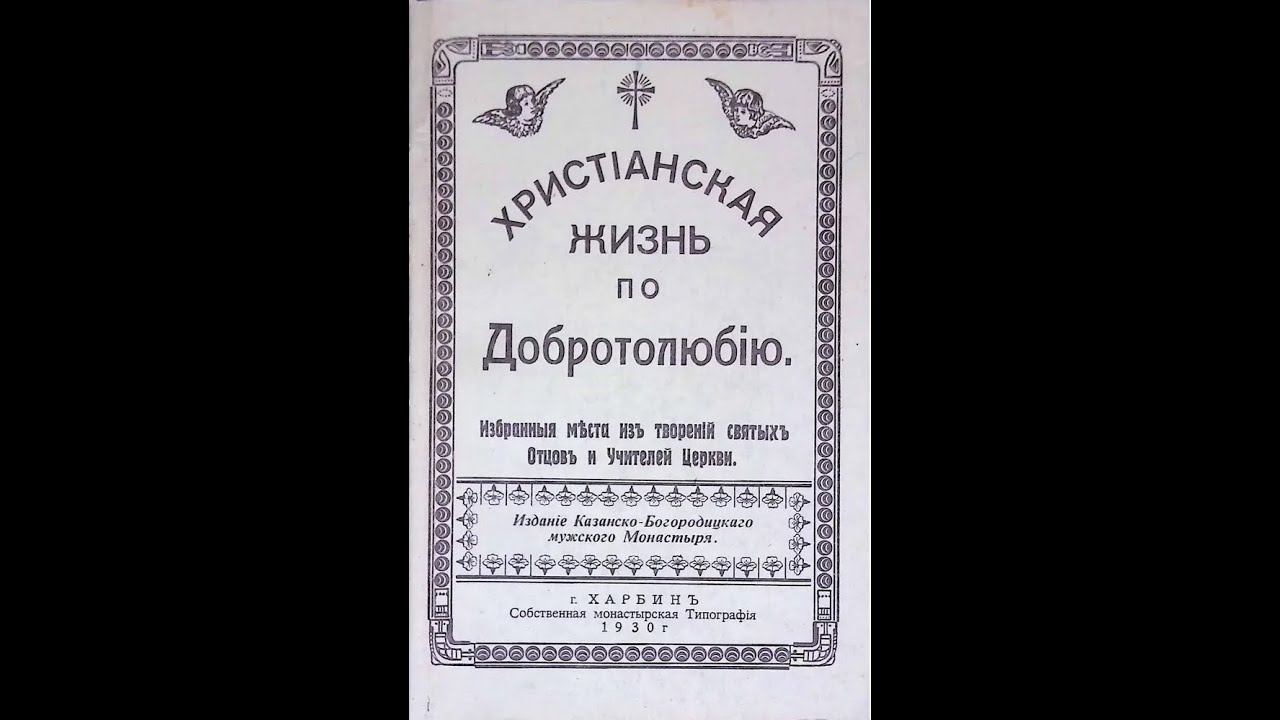 ХРИСТІАНСКАЯ
ЖИЗНЬ
ПО
Добротолюбію.
Избранныя мѣста изъ твореній святыхъ
Отцовъ и Учителей Церкви.
Изданіе Казанско-Богородицкаго
мужского Монастыря.
г. ХАРБИНЪ
Собственная монастырская Типографія
1930 г